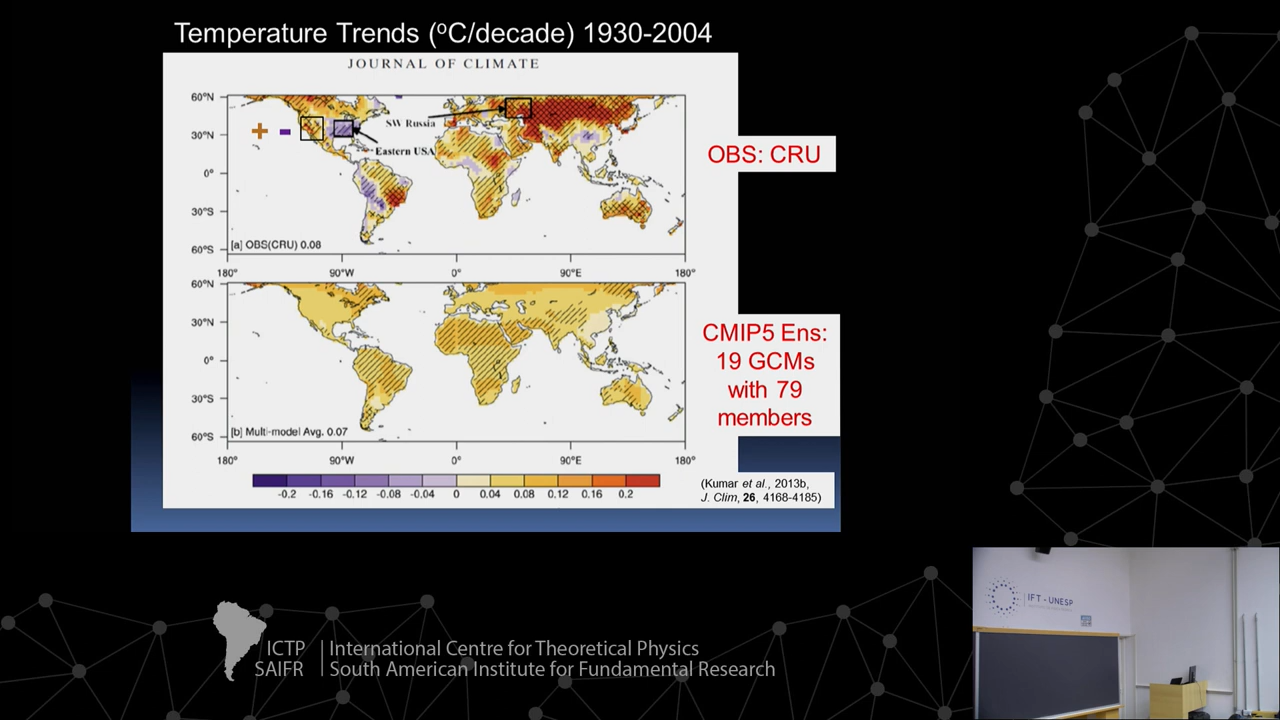 Temperature Trends (ºC/decade) 1930-2004
JOURNAL OF CLIMATE
60°N
30°N
0°
30°S
60°S
+ -
SW Russia
Eastern USA
[a] OBS(CRU) 0.08
180°
90°W
0°
90°E
180°
OBS: CRU
60°N
30°N
0°
30°S
60°S
[b] Multi-model Avg. 0.07
180°
90°W
0°
90°E
180°
CMIP5 Ens:
19 GCMs
with 79
members
-0.2 -0.16 -0.12 -0.08 -0.04 0 0.04 0.08 0.12 0.16 0.2
(Kumar et al., 2013b,
J. Clim, 26, 4168-4185)
ICTP
SAIFR
International Centre for Theoretical Physics
South American Institute for Fundamental Research
IFT - UNESP